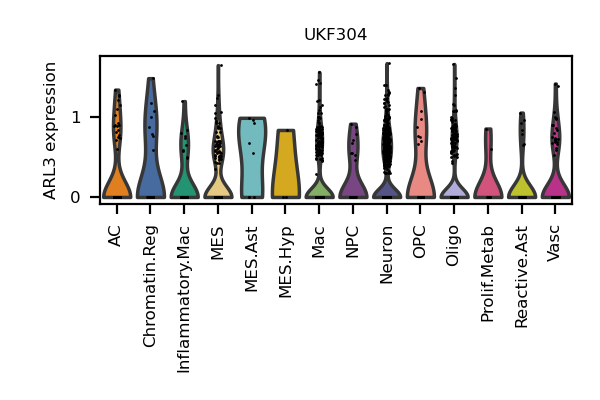 UKF304
ARL3 expression
1
0
AC
Chromatin.Reg
Inflammatory.Mac
MES
MES.Ast
MES.Hyp
Mac
NPC
Neuron
OPC
Oligo
Prolif.Metab
Reactive.Ast
Vasc